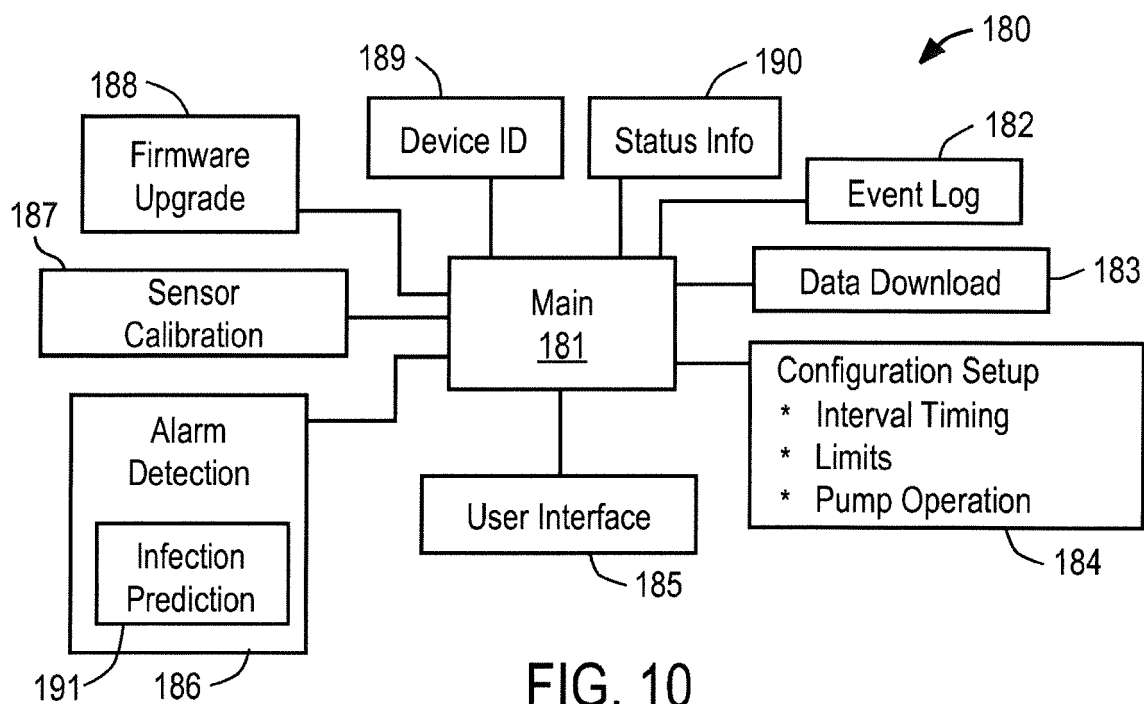 180
189
190
188
182
Device ID
Status Info
Firmware
Upgrade
Event Log
187
183
Sensor
Calibration
Main
181
Data Download
Configuration Setup
* Interval Timing
* Limits
* Pump Operation
Alarm
Detection
User Interface
Infection
Prediction
185
184
191
186
FIG. 10